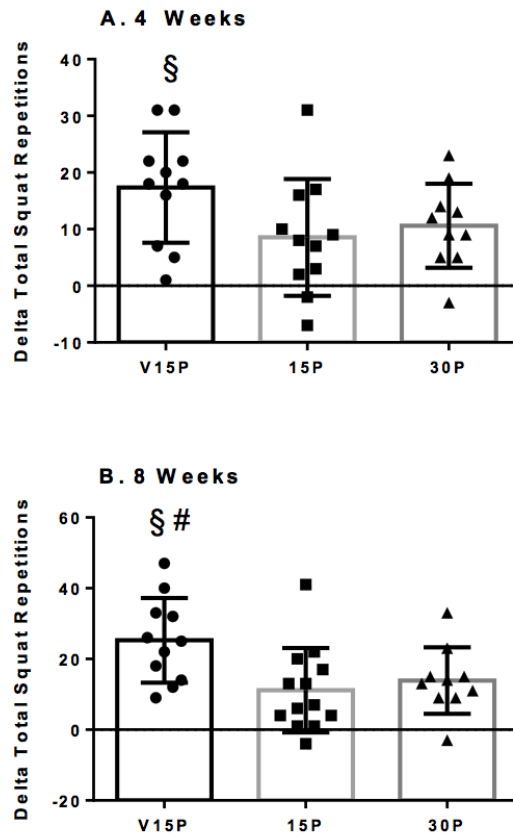 A. 4 Weeks
§
Delta Total Squat Repetitions
40
30
20
10
0
-10
V15P 15P 30P
B. 8 Weeks
§ #
Delta Total Squat Repetitions
60
40
20
0
-20
V15P 15P 30P